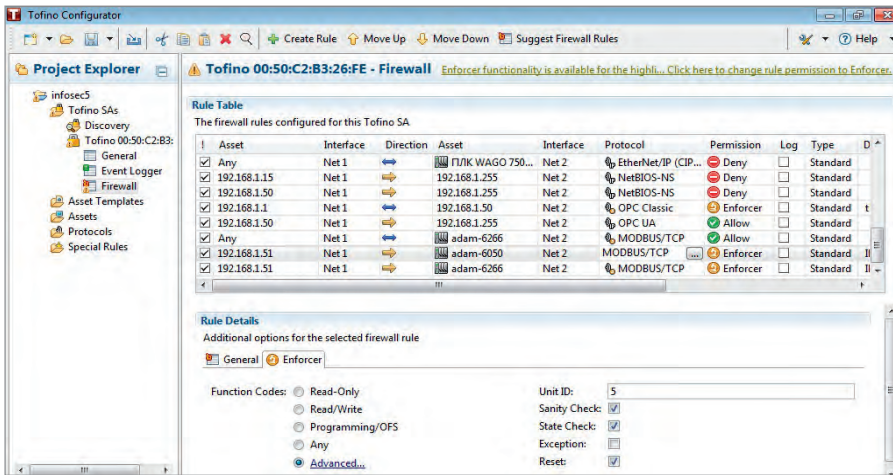 Tofino Configurator
Create Rule Move Up Move Down Suggest Firewall Rules Help
Project Explorer
infosec5
Tofino SAs
Discovery
Tofino 00:50:C2:B3:
General
Event Logger
Firewall
Asset Templates
Assets
Protocols
Special Rules
Tofino 00:50:C2:B3:26:FE - Firewall Enforcer functionality is available for the highli... Click here to change rule permission to Enforcer.
Rule Table
The firewall rules configured for this Tofino SA
! Asset Interface Direction Asset Interface Protocol Permission Log Type D
Any Net 1 ПЛК WAGO 750... Net 2 EtherNet/IP (CIP... Deny Standard
192.168.1.15 Net 1 192.168.1.255 Net 2 NetBIOS-NS Deny Standard
192.168.1.50 Net 1 192.168.1.255 Net 2 NetBIOS-NS Deny Standard
192.168.1.1 Net 1 192.168.1.50 Net 2 OPC Classic Enforcer Standard t
192.168.1.50 Net 1 192.168.1.255 Net 2 OPC UA Allow Standard
Any Net 1 adam-6266 Net 2 MODBUS/TCP Allow Standard
192.168.1.51 Net 1 adam-6050 Net 2 MODBUS/TCP ... Enforcer Standard
192.168.1.51 Net 1 adam-6266 Net 2 MODBUS/TCP Enforcer Standard
Rule Details
Additional options for the selected firewall rule
General Enforcer
Function Codes: Read-Only Unit ID: 5
Read/Write Sanity Check:
Programming/OFS State Check:
Any Exception:
Advanced... Reset: